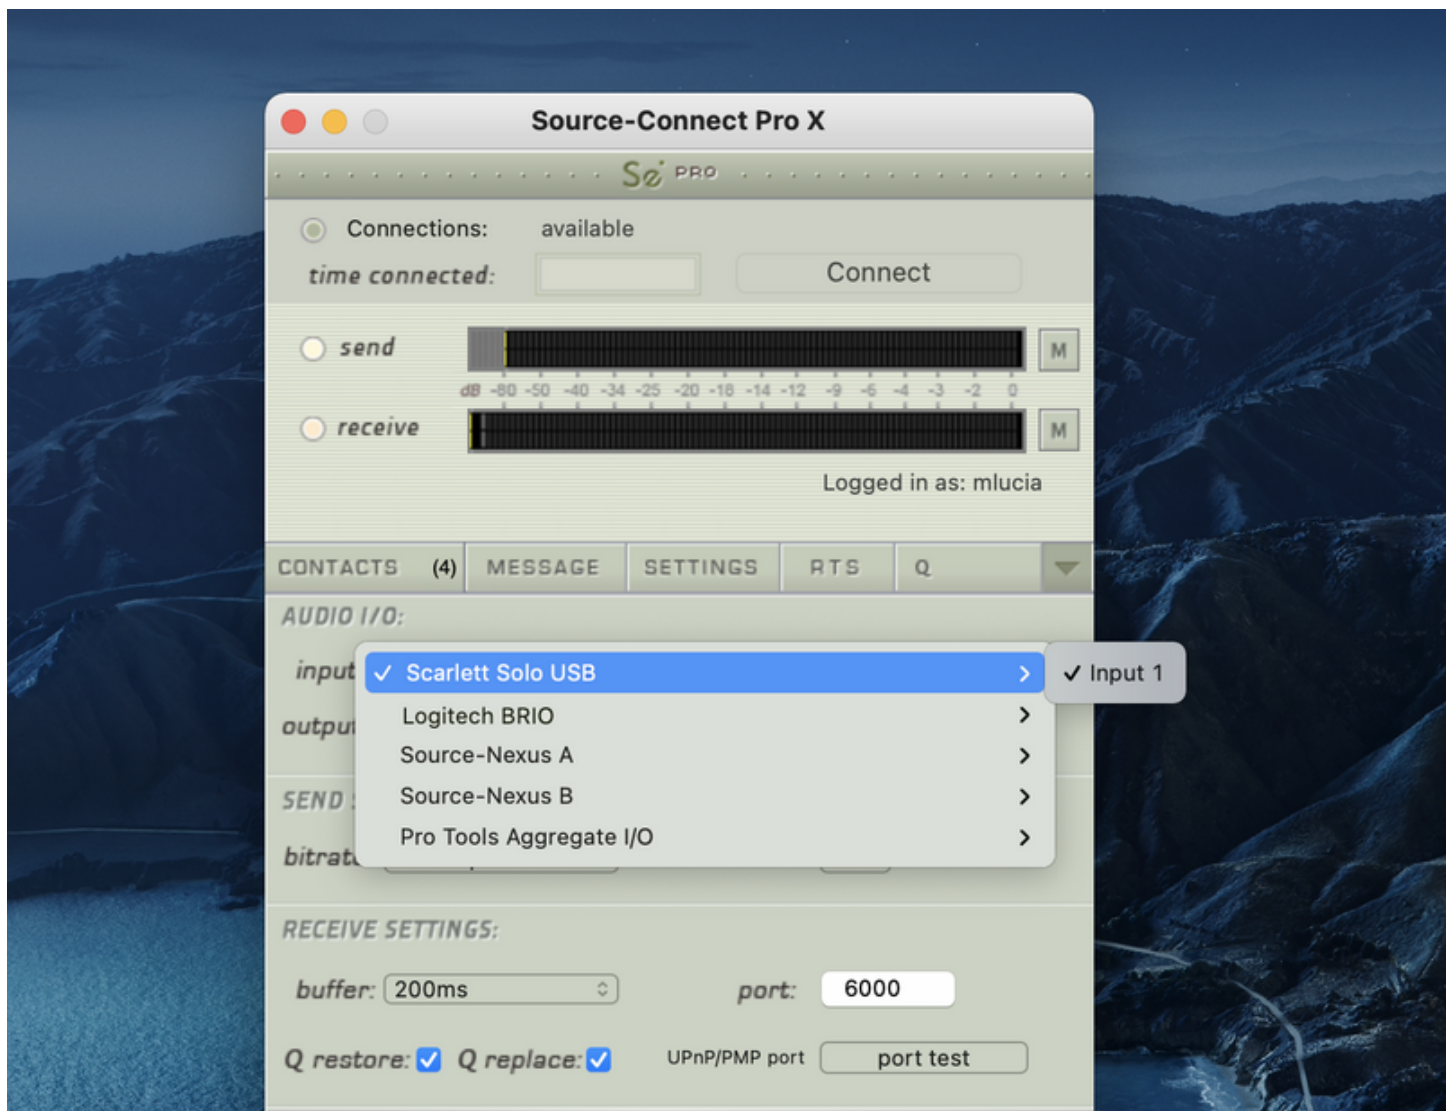 Source-Connect Pro X
Se PRO
Connections: available
time connected: Connect
send M
dB -80 -50 -40 -34 -25 -20 -18 -14 -12 -9 -6 -4 -3 -2 0
receive M
Logged in as: mlucia
CONTACTS (4) MESSAGE SETTINGS RTS Q
AUDIO I/O:
input ✓ Scarlett Solo USB > ✓ Input 1
output Logitech BRIO >
Source-Nexus A >
SEND Source-Nexus B >
Pro Tools Aggregate I/O >
bitrate
RECEIVE SETTINGS:
buffer: 200ms port: 6000
Q restore: Q replace: UPnP/PMP port port test